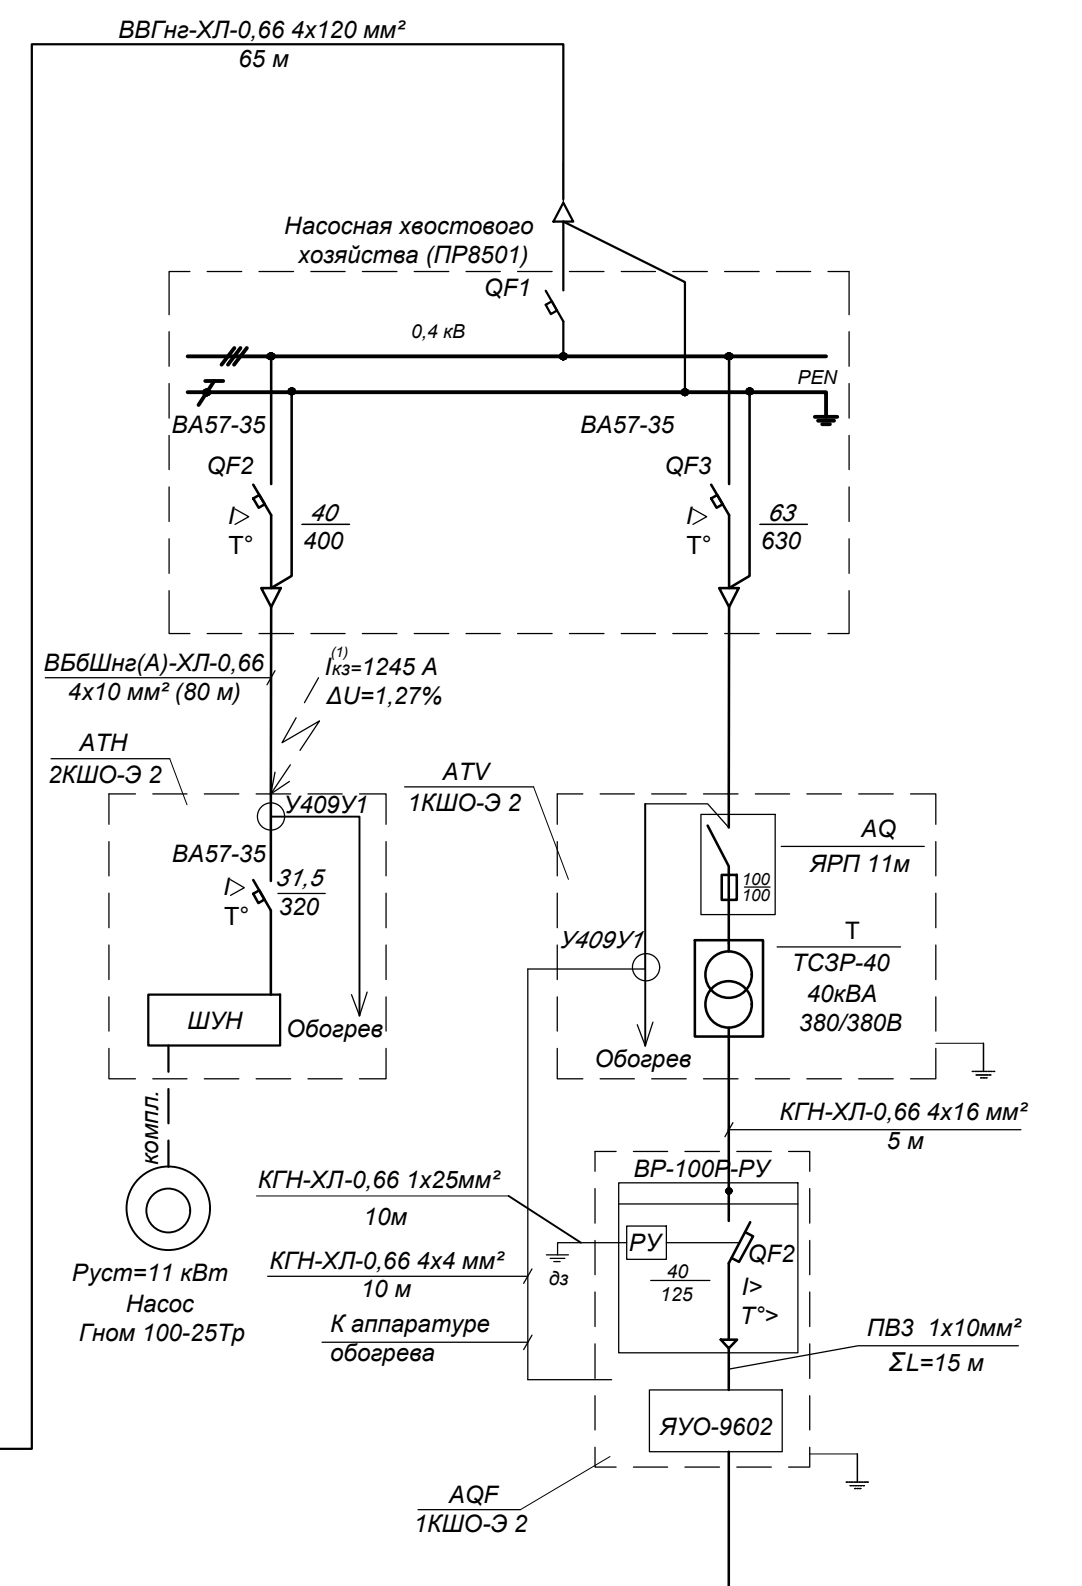 ВВГнг-ХЛ-0,66 4х120 мм²
65 м
Насосная хвостового
хозяйства (ПР8501)
QF1
0,4 кВ
PEN
ВА57-35
ВА57-35
QF2
QF3
I>
T°
40
400
I>
T°
63
630
ВБбШнг(А)-ХЛ-0,66
4х10 мм² (80 м)
Iкз(1)=1245 А
ΔU=1,27%
АТН
2КШО-Э 2
ATV
1КШО-Э 2
У409У1
ВА57-35
I>
T°
31,5
320
AQ
ЯРП 11м
100
100
У409У1
Т
ТСЗР-40
40кВА
380/380В
ШУН
Обогрев
Обогрев
компл.
КГН-ХЛ-0,66 4х16 мм²
5 м
ВР-100Р-РУ
КГН-ХЛ-0,66 1х25мм²
10м
РУ
QF2
дз
40
125
I>
T°>
КГН-ХЛ-0,66 4х4 мм²
10 м
Руст=11 кВт
Насос
Гном 100-25Тр
К аппаратуре
обогрева
ПВ3 1х10мм²
ΣL=15 м
ЯУО-9602
AQF
1КШО-Э 2